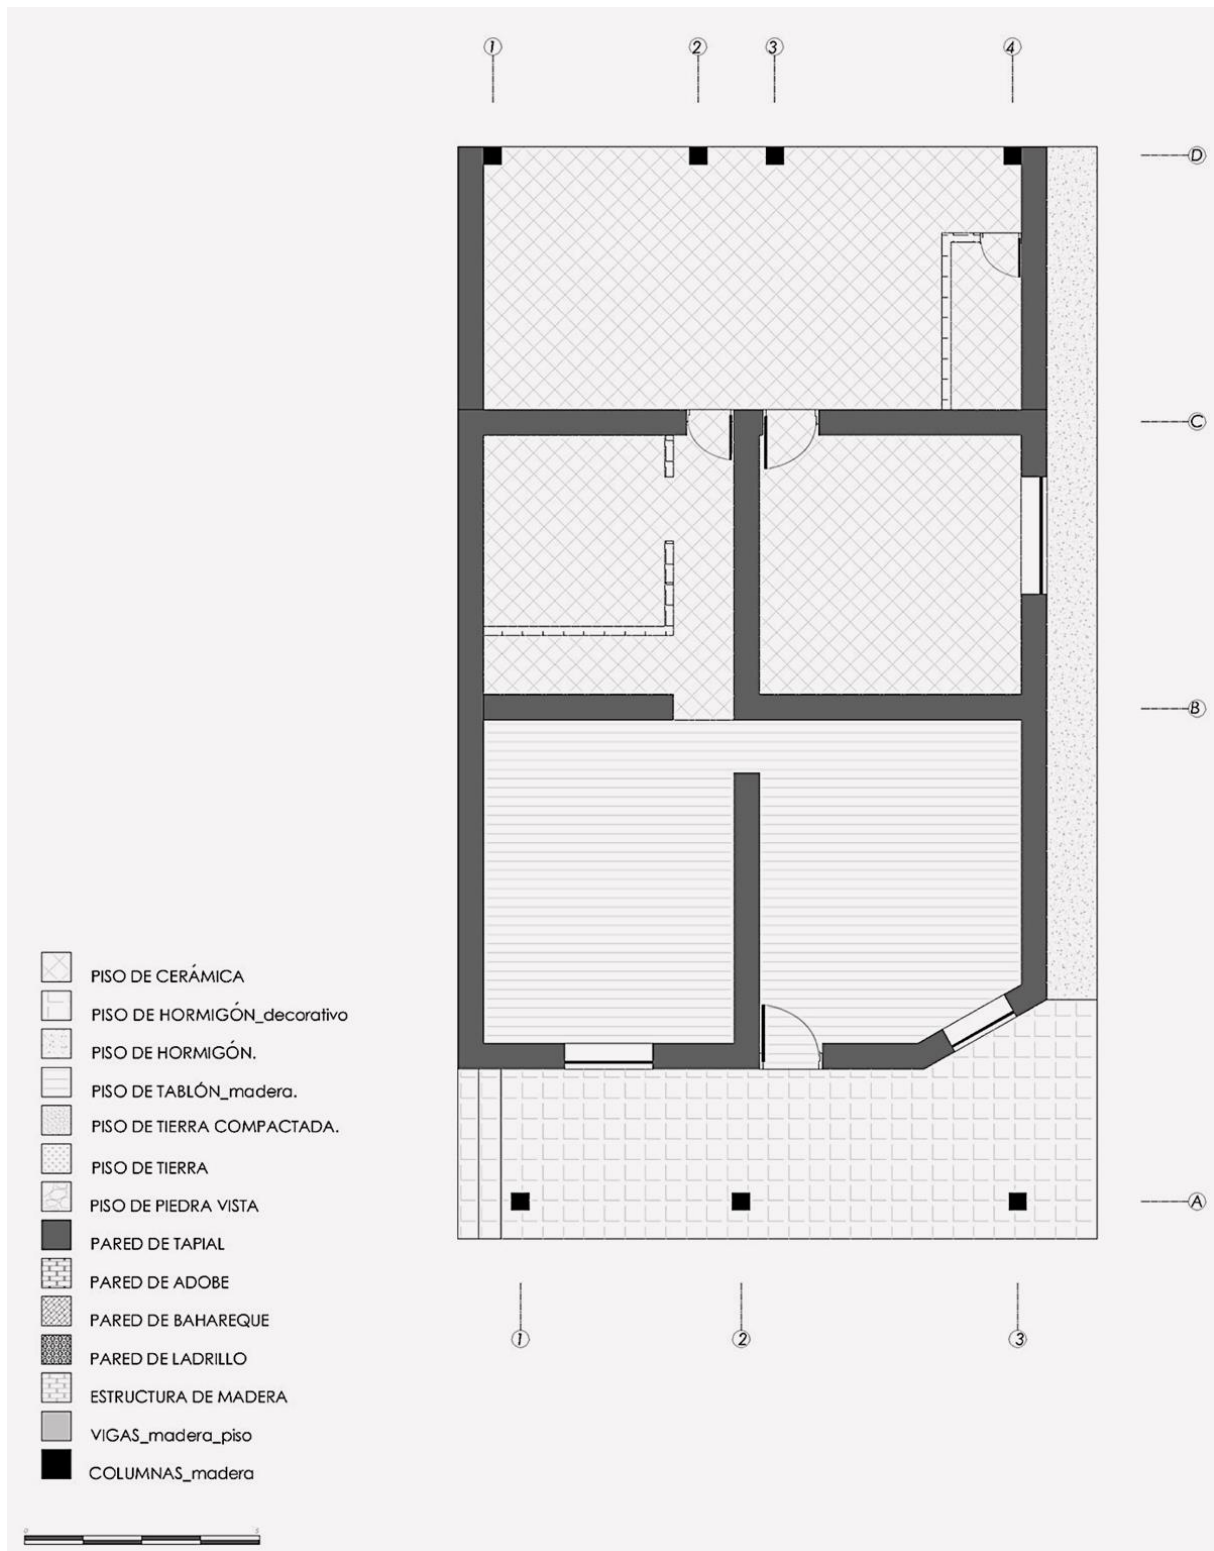 1 2 3 4
D
C
B
A
1 2 3
PISO DE CERÁMICA
PISO DE HORMIGÓN_decorativo
PISO DE HORMIGÓN.
PISO DE TABLÓN_madera.
PISO DE TIERRA COMPACTADA.
PISO DE TIERRA
PISO DE PIEDRA VISTA
PARED DE TAPIAL
PARED DE ADOBE
PARED DE BAHAREQUE
PARED DE LADRILLO
ESTRUCTURA DE MADERA
VIGAS_madera_piso
COLUMNAS_madera